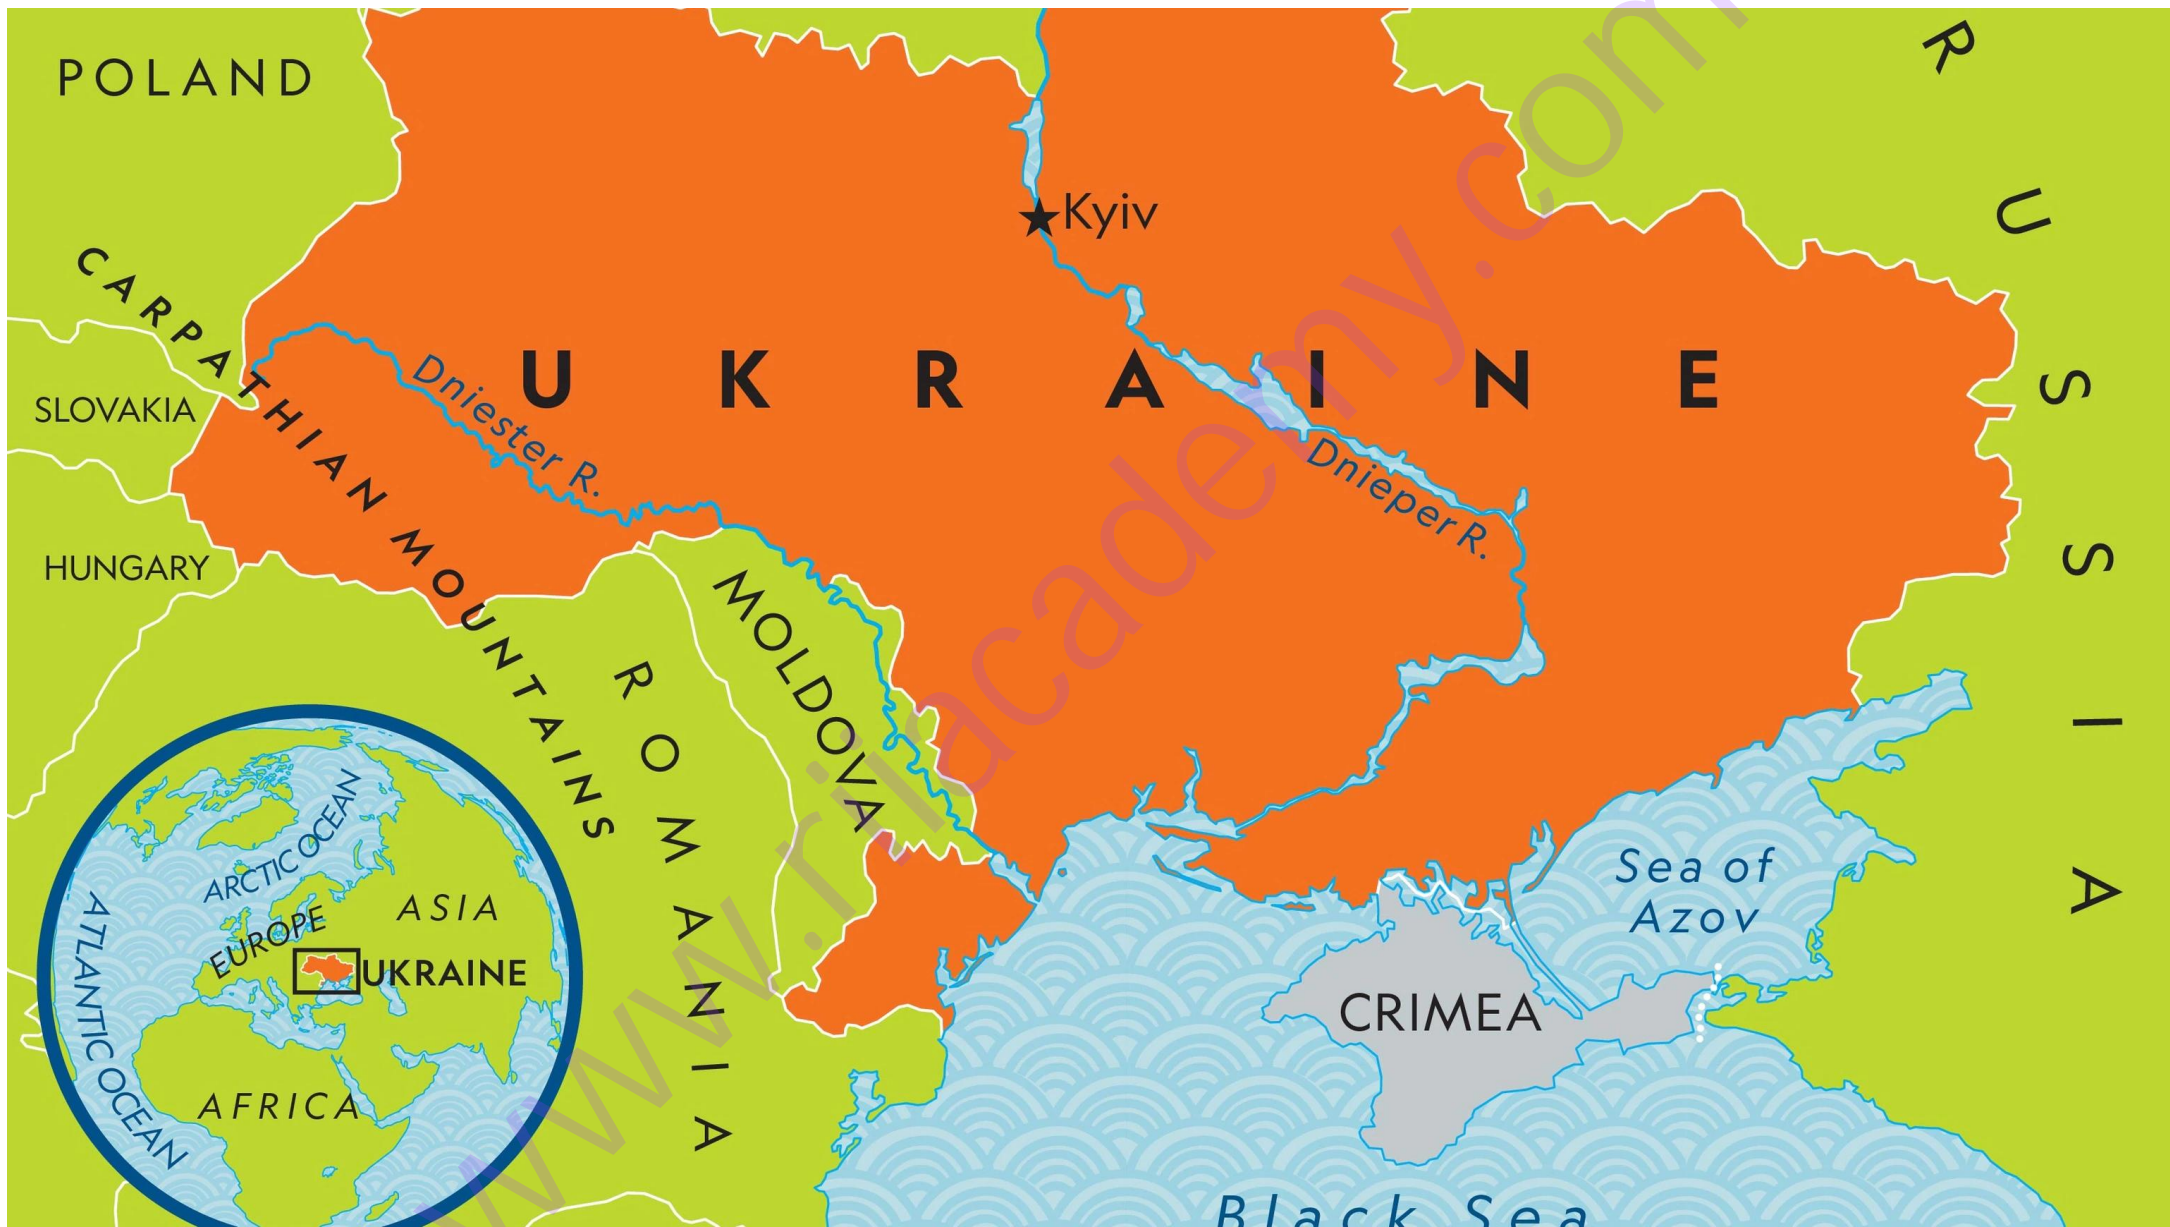 POLAND
RUSSIA
Kyiv
CARPATHIAN MOUNTAINS
UKRAINE
SLOVAKIA
Dniester R.
Dnieper R.
HUNGARY
MOLDOVA
ROMANIA
Sea of
Azov
CRIMEA
Black Sea
ARCTIC OCEAN
ATLANTIC OCEAN
EUROPE
ASIA
UKRAINE
AFRICA
www.rijacademy.com